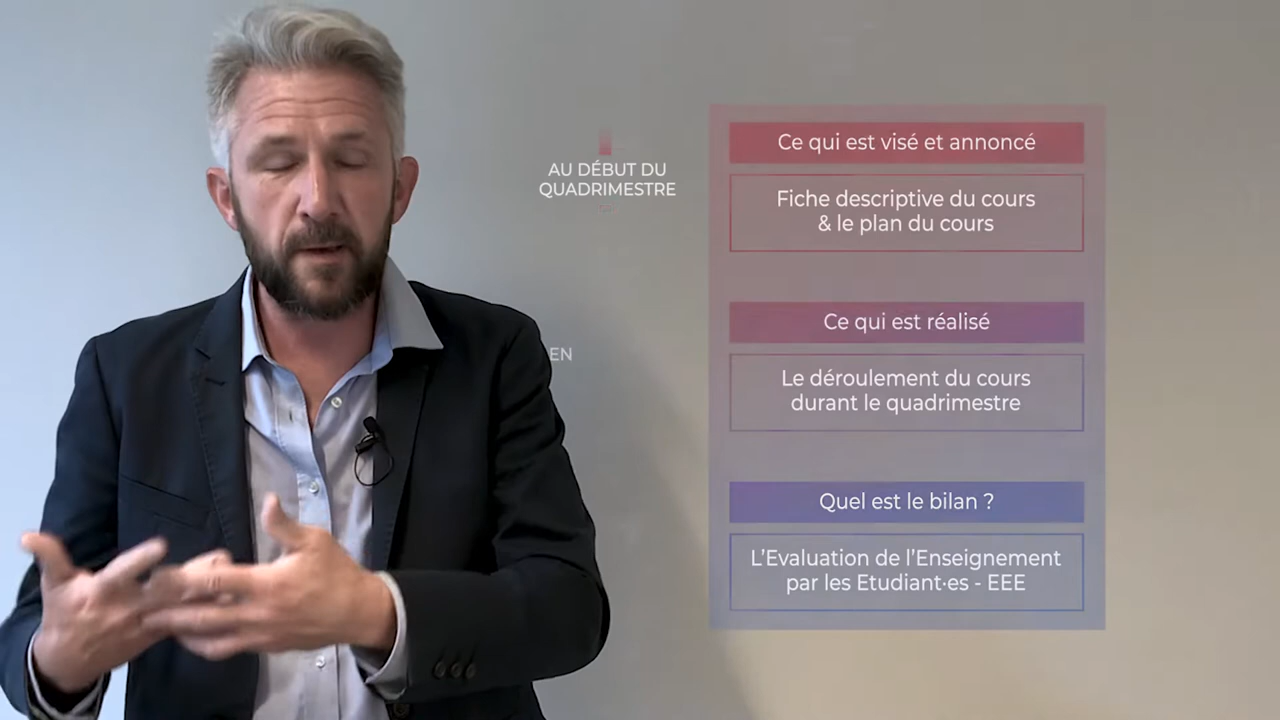 AU DÉBUT DU
QUADRIMESTRE
EN
Ce qui est visé et annoncé
Fiche descriptive du cours
& le plan du cours
Ce qui est réalisé
Le déroulement du cours
durant le quadrimestre
Quel est le bilan ?
L’Evaluation de l’Enseignement
par les Etudiant·es - EEE